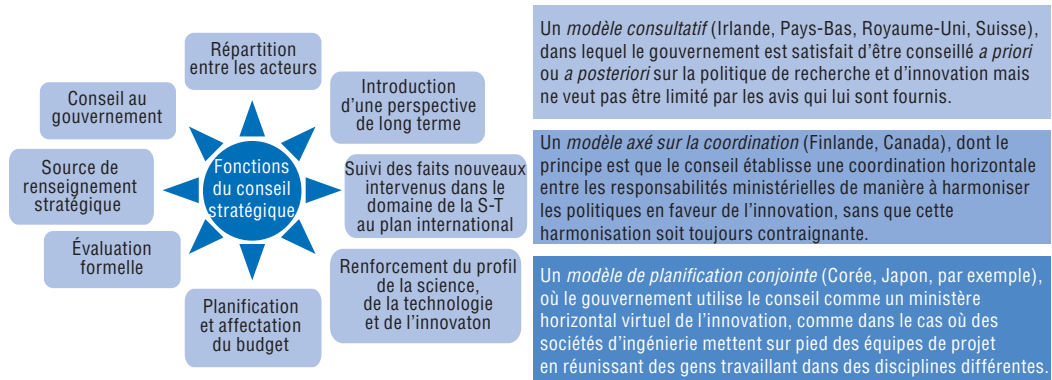 Répartition
entre les acteurs
Introduction
d'une perspective
de long terme
Suivi des faits nouveaux
intervenus dans le
domaine de la S-T
au plan international
Renforcement du profil
de la science,
de la technologie
et de l'innovaton
Planification
et affectation
du budget
Évaluation
formelle
Source de
renseignement
stratégique
Conseil au
gouvernement
Fonctions
du conseil
stratégique
Un modèle consultatif (Irlande, Pays-Bas, Royaume-Uni, Suisse),
dans lequel le gouvernement est satisfait d'être conseillé a priori
ou a posteriori sur la politique de recherche et d'innovation mais
ne veut pas être limité par les avis qui lui sont fournis.
Un modèle axé sur la coordination (Finlande, Canada), dont le
principe est que le conseil établisse une coordination horizontale
entre les responsabilités ministérielles de manière à harmoniser
les politiques en faveur de l'innovation, sans que cette
harmonisation soit toujours contraignante.
Un modèle de planification conjointe (Corée, Japon, par exemple),
où le gouvernement utilise le conseil comme un ministère
horizontal virtuel de l'innovation, comme dans le cas où des
sociétés d'ingénierie mettent sur pied des équipes de projet
en réunissant des gens travaillant dans des disciplines différentes.